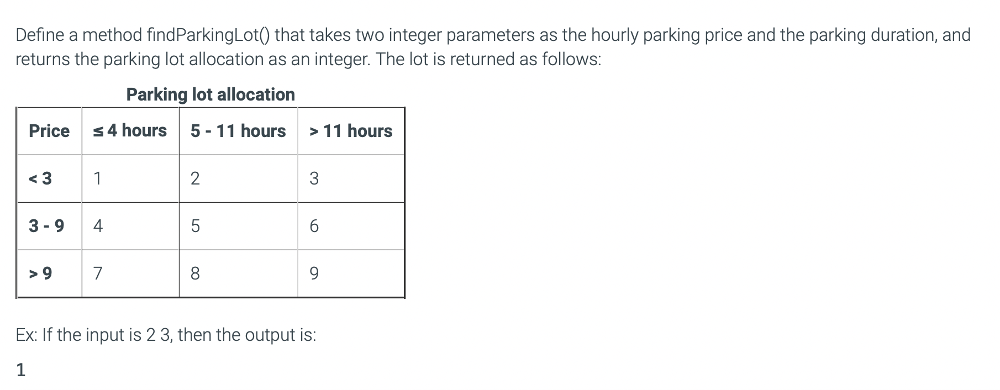 Define a method findParkingLot() that takes two integer parameters as the hourly parking price and the parking duration, and
returns the parking lot allocation as an integer. The lot is returned as follows:
Parking lot allocation
Price ≤ 4 hours 5 - 11 hours > 11 hours
< 3 1 2 3
3 - 9 4 5 6
> 9 7 8 9
Ex: If the input is 2 3, then the output is:
1